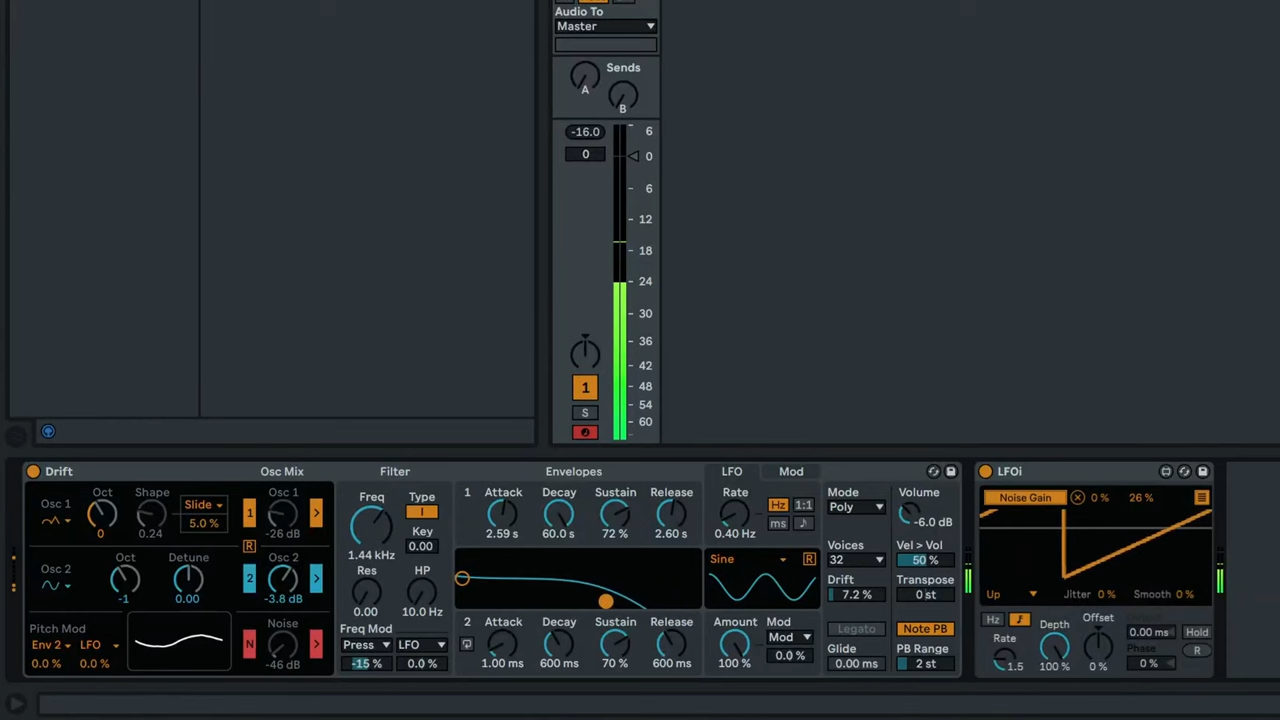 Audio To
Master
Sends
A
B
-16.0
0
6
0
6
12
18
24
30
36
42
48
54
60
1
S
Drift
Osc Mix
Filter
Envelopes
LFO
Mod
LFOi
Osc 1
Oct
0
Shape
0.24
Slide
5.0 %
1
Osc 1
-26 dB
R
Osc 2
Oct
-1
Detune
0.00
2
Osc 2
-3.8 dB
Pitch Mod
Env 2
LFO
0.0 %
0.0 %
N
Noise
-46 dB
Freq
1.44 kHz
Type
I
Key
0.00
Res
0.00
HP
10.0 Hz
Freq Mod
Press
LFO
-15 %
0.0 %
1
Attack
2.59 s
Decay
60.0 s
Sustain
72 %
Release
2.60 s
2
Attack
1.00 ms
Decay
600 ms
Sustain
70 %
Release
600 ms
Rate
0.40 Hz
Hz
1:1
ms
Sine
R
Amount
100 %
Mod
Mod
0.0 %
Mode
Poly
Voices
32
Drift
7.2 %
Legato
Glide
0.00 ms
Volume
-6.0 dB
Vel > Vol
50 %
Transpose
0 st
Note PB
PB Range
2 st
Noise Gain
0 %
26 %
Up
Jitter 0 %
Smooth 0 %
Hz
Rate
1.5
Depth
100 %
Offset
0 %
0.00 ms
Phase
0 %
Hold
R